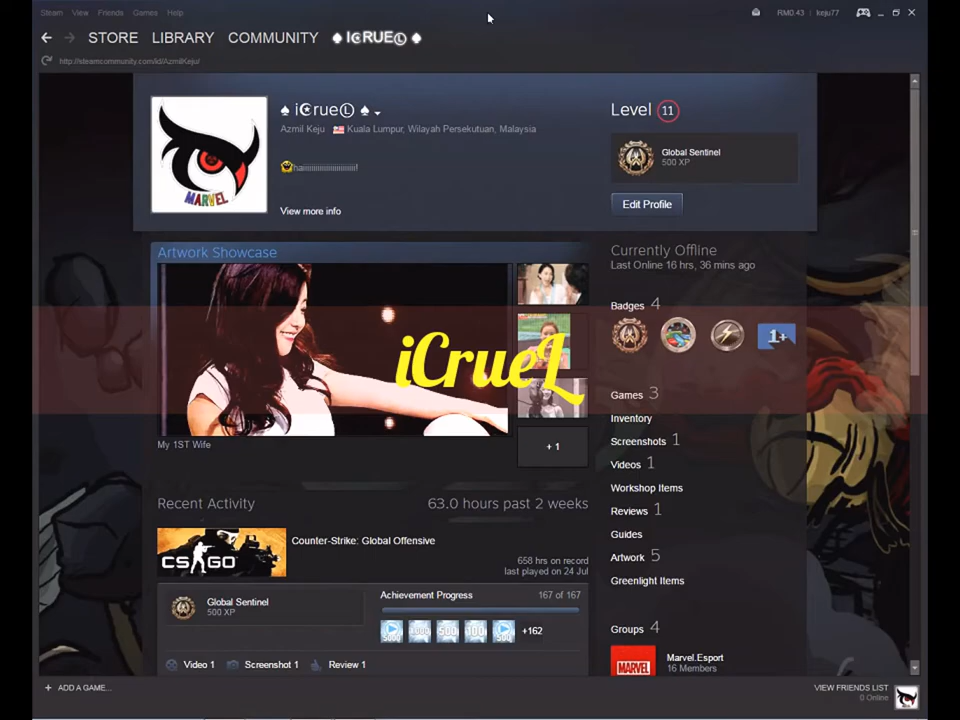 Steam View Friends Games Help
RM0.43 | keju77
STORE LIBRARY COMMUNITY ♠ I☪RUEⓁ ♠
http://steamcommunity.com/id/AzmilKeju/
♠ i☪rueⓁ ♠
Azmil Keju Kuala Lumpur, Wilayah Persekutuan, Malaysia
View more info
MARVEL
Level 11
Global Sentinel
500 XP
Edit Profile
Artwork Showcase
My 1ST Wife
+ 1
iCrueL
Currently Offline
Last Online 16 hrs, 36 mins ago
Badges 4
1+
Games 3
Inventory
Screenshots 1
Videos 1
Workshop Items
Reviews 1
Guides
Artwork 5
Greenlight Items
Groups 4
MARVEL
Marvel.Esport
16 Members
Recent Activity 63.0 hours past 2 weeks
CS:GO
Counter-Strike: Global Offensive
658 hrs on record
last played on 24 Jul
Global Sentinel
500 XP
Achievement Progress 167 of 167
+162
Video 1 Screenshot 1 Review 1
+ ADD A GAME...
VIEW FRIENDS LIST
0 Online